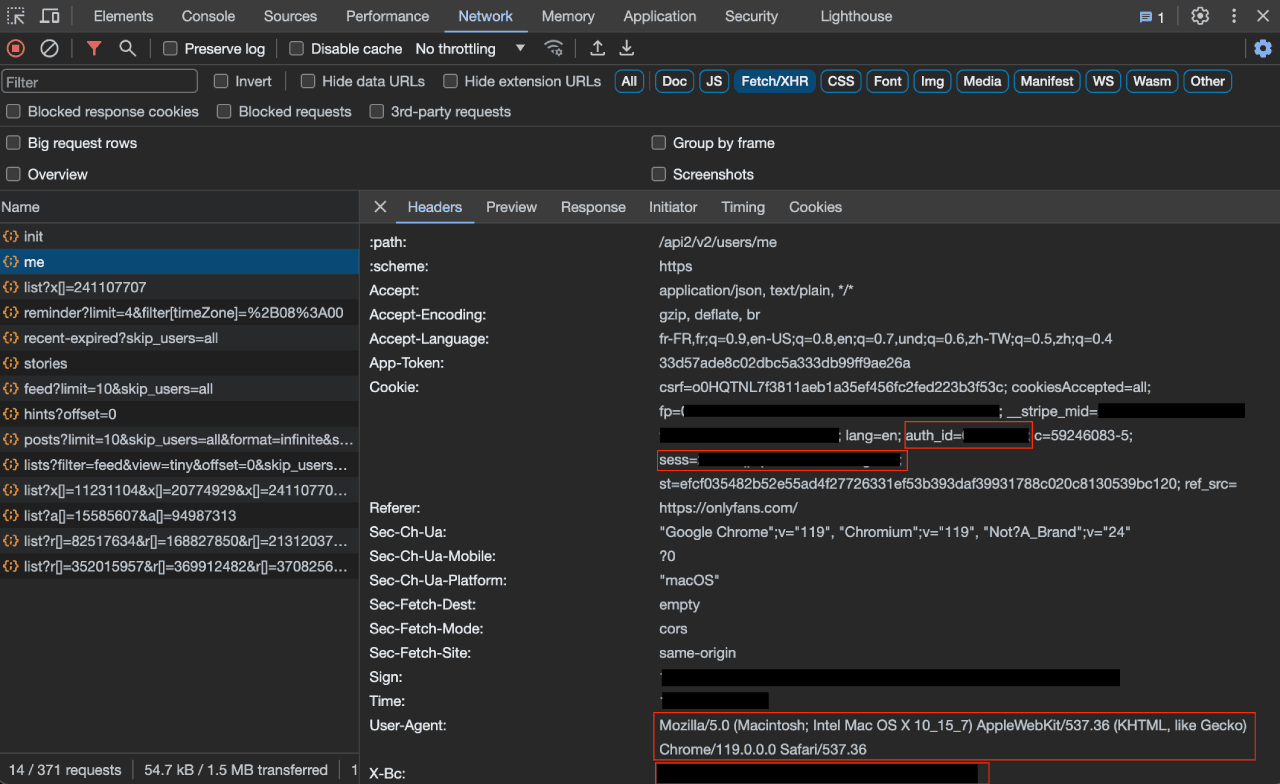 Elements Console Sources Performance Network Memory Application Security Lighthouse 1
Preserve log Disable cache No throttling
Filter Invert Hide data URLs Hide extension URLs All Doc JS Fetch/XHR CSS Font Img Media Manifest WS Wasm Other
Blocked response cookies Blocked requests 3rd-party requests
Big request rows Group by frame
Overview Screenshots
Name
init
me
list?x[]=241107707
reminder?limit=4&filter[timeZone]=%2B08%3A00
recent-expired?skip_users=all
stories
feed?limit=10&skip_users=all
hints?offset=0
posts?limit=10&skip_users=all&format=infinite&s…
lists?filter=feed&view=tiny&offset=0&skip_users…
list?x[]=11231104&x[]=20774929&x[]=24110770…
list?a[]=15585607&a[]=94987313
list?r[]=82517634&r[]=168827850&r[]=21312037…
list?r[]=352015957&r[]=369912482&r[]=3708256…
14 / 371 requests 54.7 kB / 1.5 MB transferred 1
Headers Preview Response Initiator Timing Cookies
:path: /api2/v2/users/me
:scheme: https
Accept: application/json, text/plain, */*
Accept-Encoding: gzip, deflate, br
Accept-Language: fr-FR,fr;q=0.9,en-US;q=0.8,en;q=0.7,und;q=0.6,zh-TW;q=0.5,zh;q=0.4
App-Token: 33d57ade8c02dbc5a333db99ff9ae26a
Cookie: csrf=o0HQTNL7f3811aeb1a35ef456fc2fed223b3f53c; cookiesAccepted=all;
fp= ; __stripe_mid=
; lang=en; auth_id= ; c=59246083-5;
sess= ;
st=efcf035482b52e55ad4f27726331ef53b393daf39931788c020c8130539bc120; ref_src=
Referer: https://onlyfans.com/
Sec-Ch-Ua: "Google Chrome";v="119", "Chromium";v="119", "Not?A_Brand";v="24"
Sec-Ch-Ua-Mobile: ?0
Sec-Ch-Ua-Platform: "macOS"
Sec-Fetch-Dest: empty
Sec-Fetch-Mode: cors
Sec-Fetch-Site: same-origin
Sign:
Time:
User-Agent: Mozilla/5.0 (Macintosh; Intel Mac OS X 10_15_7) AppleWebKit/537.36 (KHTML, like Gecko)
Chrome/119.0.0.0 Safari/537.36
X-Bc: